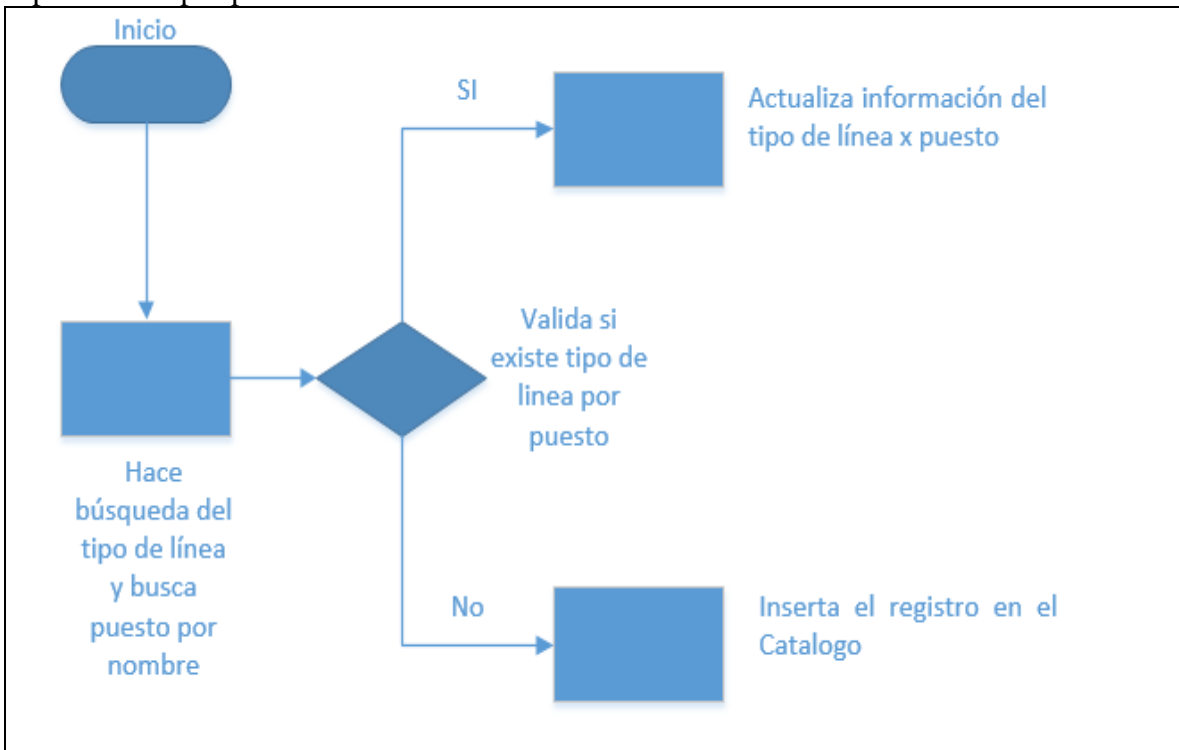 Inicio
SI
Actualiza información del
tipo de línea x puesto
Valida si
existe tipo de
linea por
puesto
Hace
búsqueda del
tipo de línea
y busca
puesto por
nombre
No
Inserta el registro en el
Catalogo